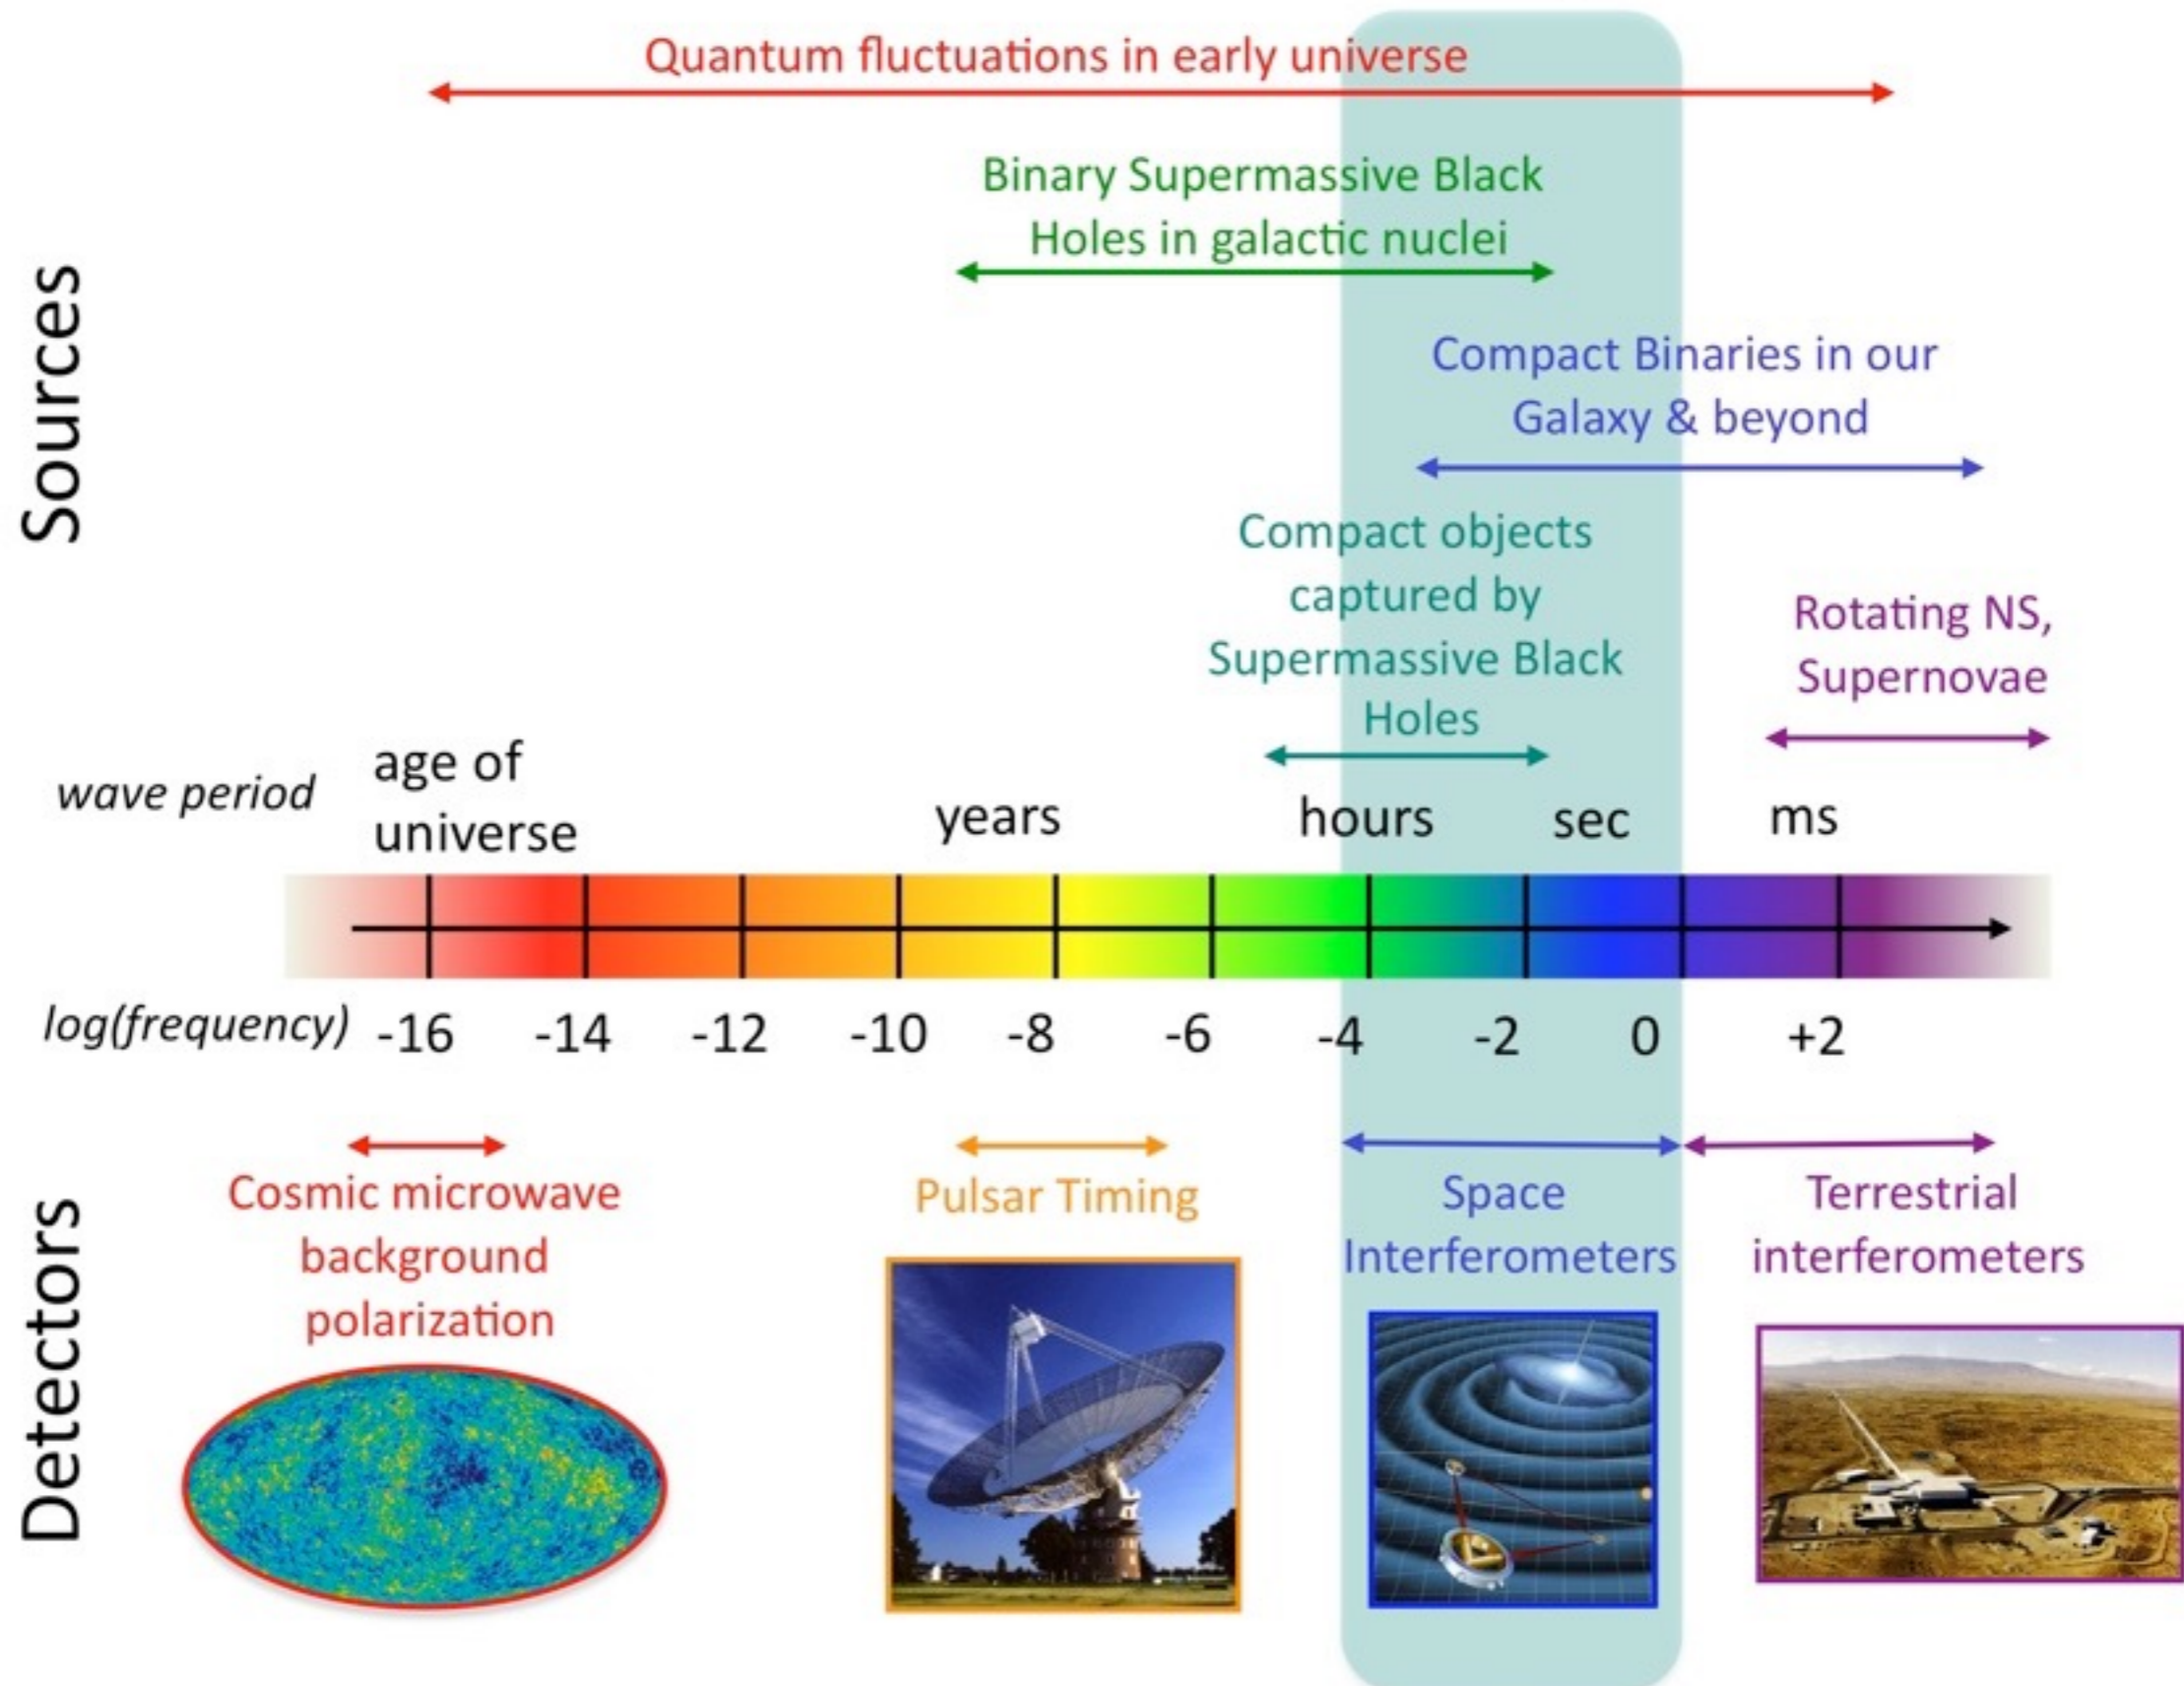 Quantum fluctuations in early universe
Binary Supermassive Black
Holes in galactic nuclei
Compact Binaries in our
Galaxy & beyond
Compact objects
captured by
Supermassive Black
Holes
Rotating NS,
Supernovae
Sources
wave period
age of
universe
years
hours
sec
ms
log(frequency)
-16 -14 -12 -10 -8 -6 -4 -2 0 +2
Detectors
Cosmic microwave
background
polarization
Pulsar Timing
Space
Interferometers
Terrestrial
interferometers